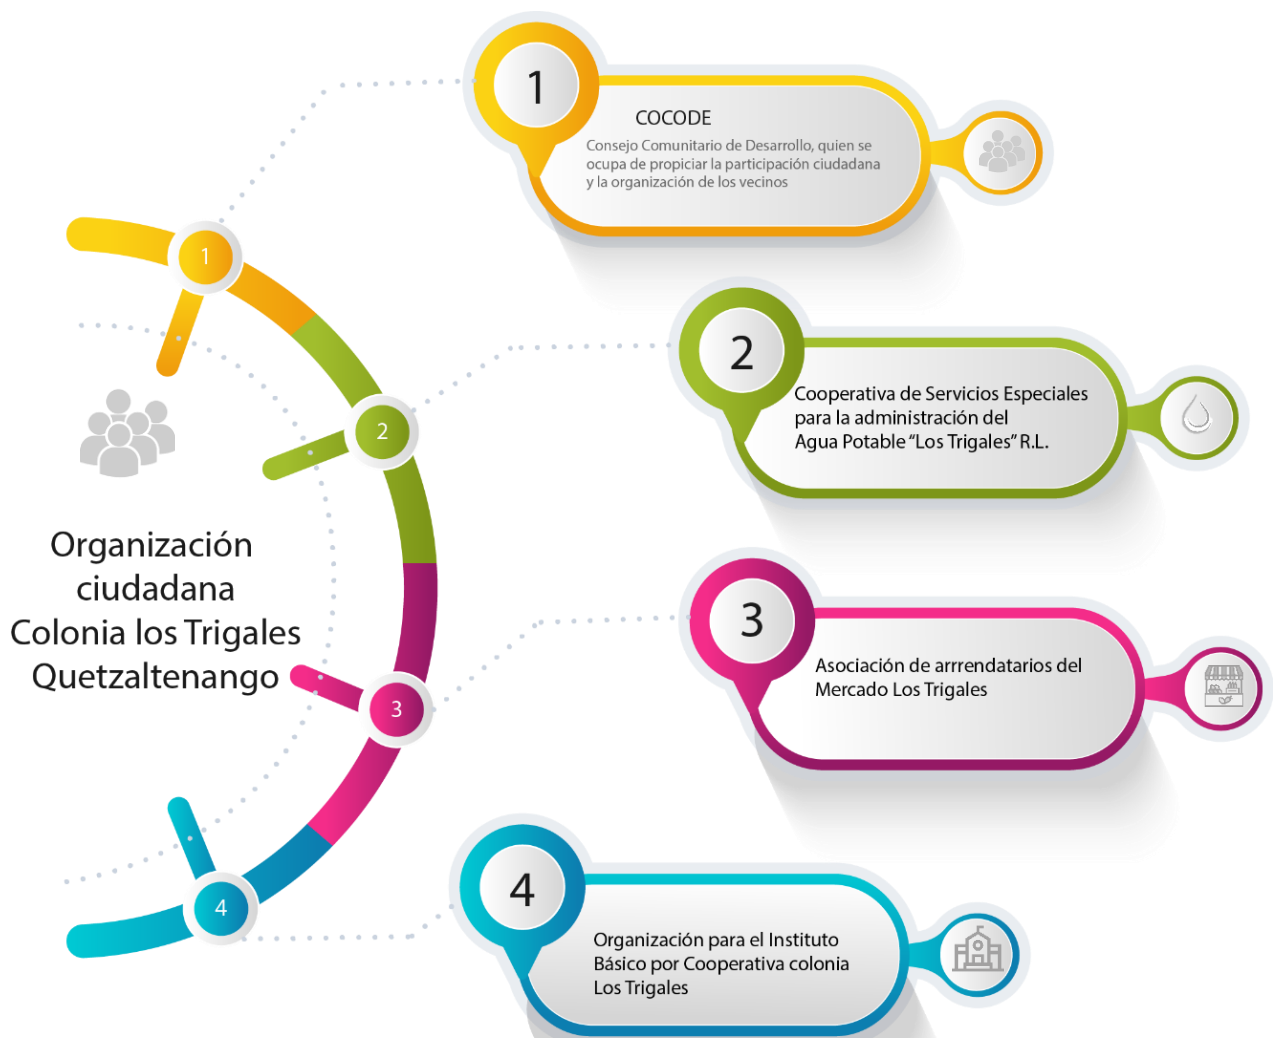 1
COCODE
Consejo Comunitario de Desarrollo, quien se
ocupa de propiciar la participación ciudadana
y la organización de los vecinos
1
2
Cooperativa de Servicios Especiales
para la administración del
Agua Potable “Los Trigales” R.L.
2
Organización
ciudadana
Colonia los Trigales
Quetzaltenango
3
Asociación de arrrendatarios del
Mercado Los Trigales
3
4
Organización para el Instituto
Básico por Cooperativa colonia
Los Trigales
4